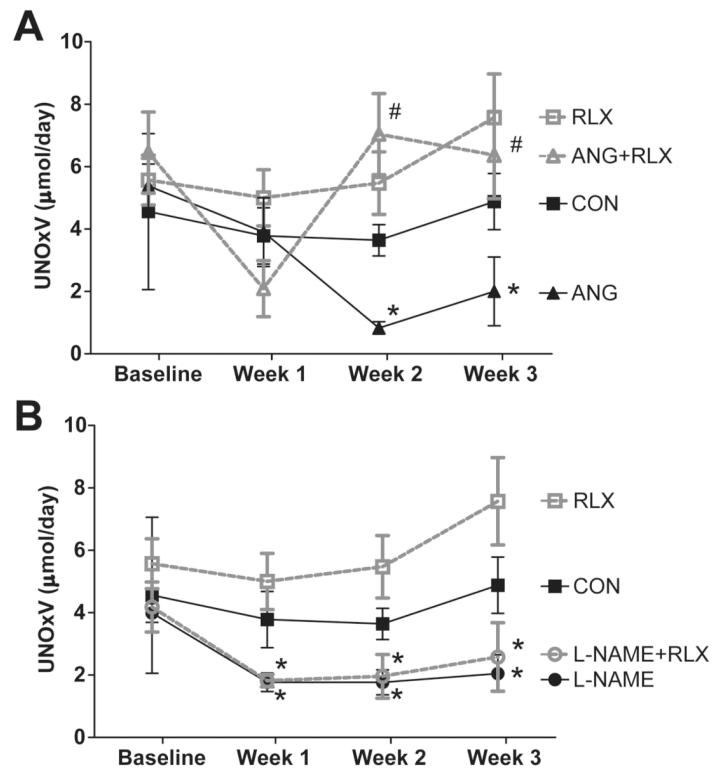 A
10
8
6
4
2
0
UNOxV (μmol/day)
#
#
*
*
RLX
ANG+RLX
CON
ANG
Baseline Week 1 Week 2 Week 3
B
10
8
6
4
2
0
UNOxV (μmol/day)
*
*
*
*
*
*
RLX
CON
L-NAME+RLX
L-NAME
Baseline Week 1 Week 2 Week 3